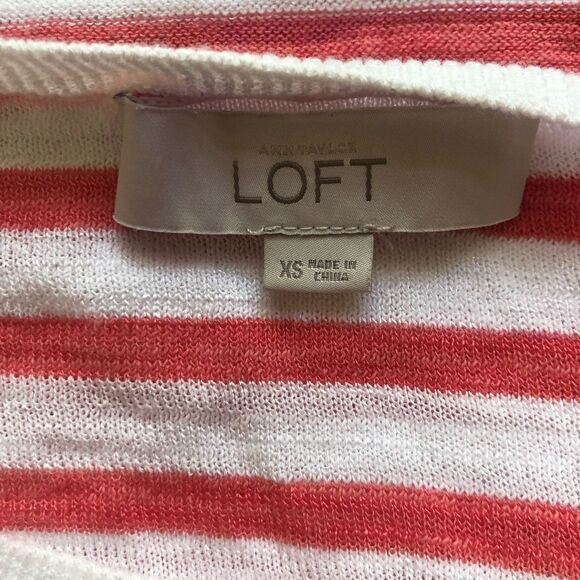 ANN TAYLOR
LOFT
XS MADE IN
CHINA